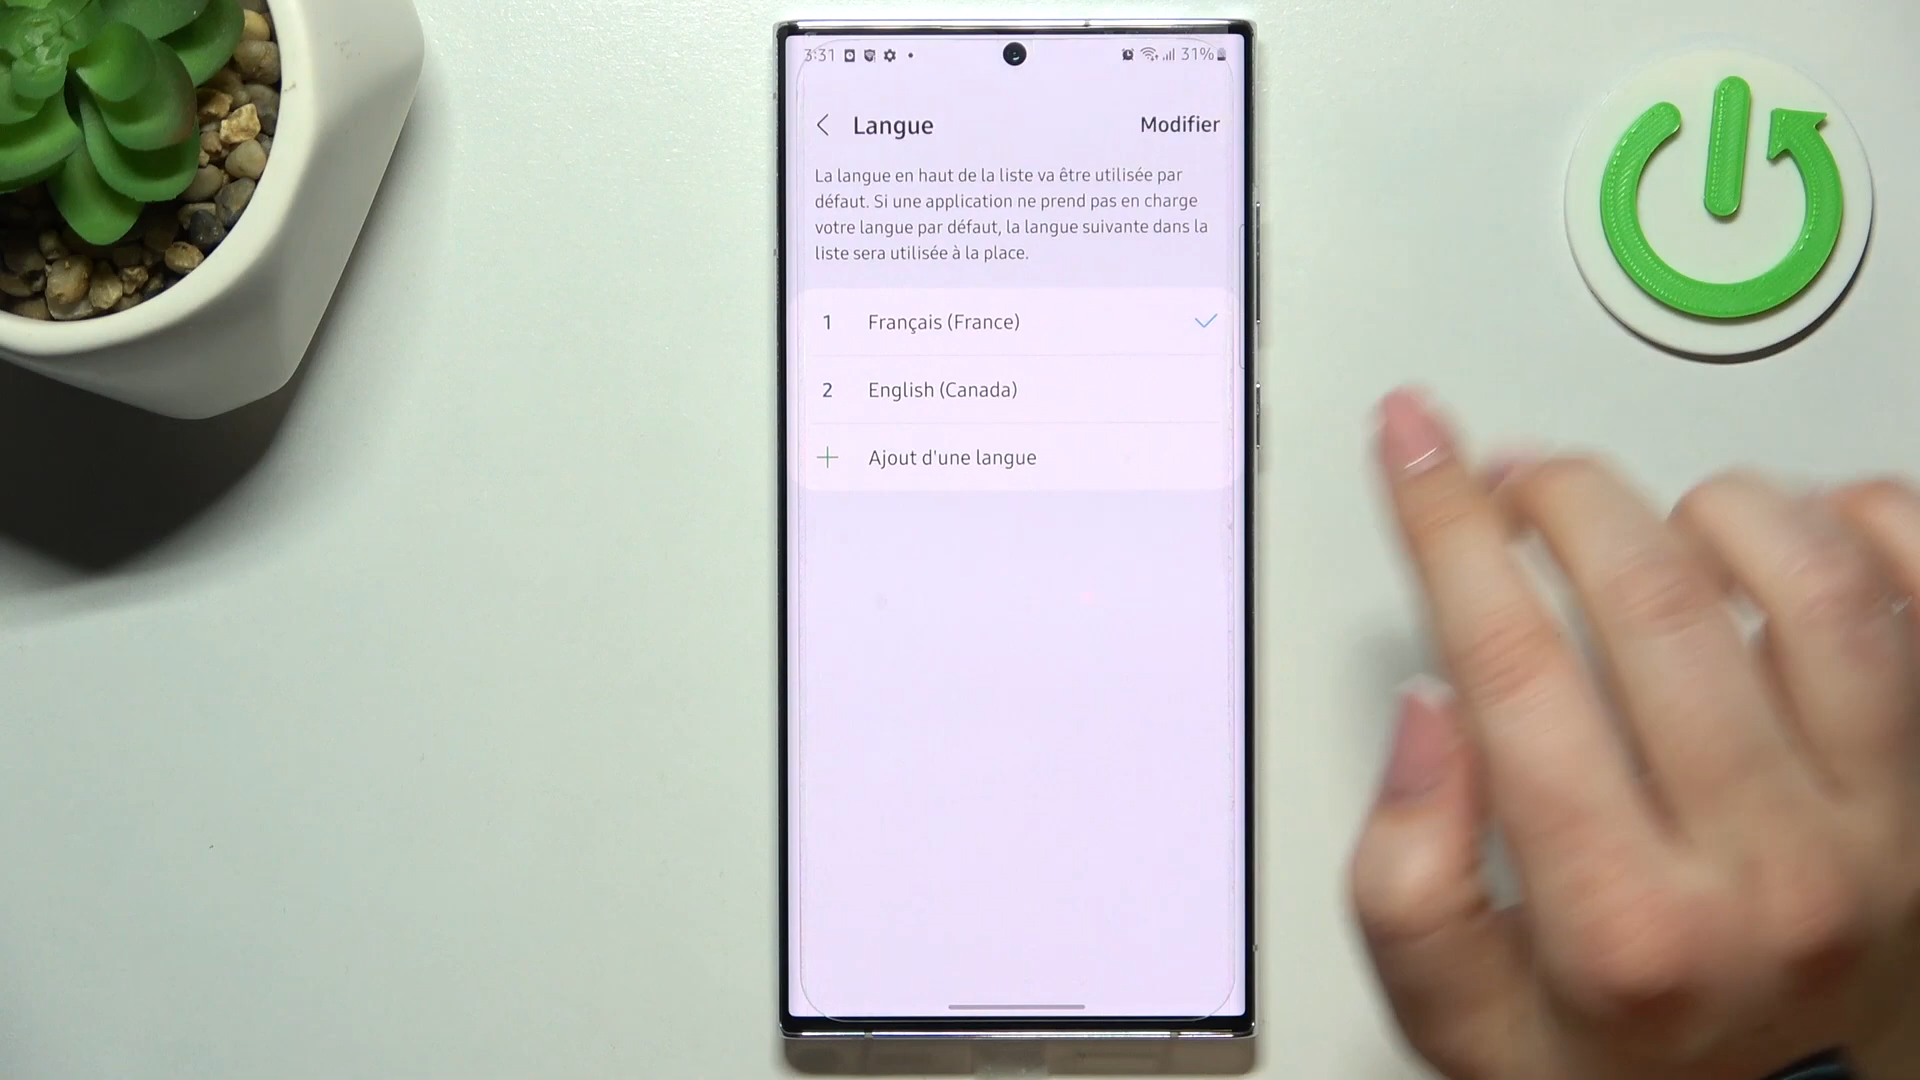 3:31 31%
Langue Modifier
La langue en haut de la liste va être utilisée par
défaut. Si une application ne prend pas en charge
votre langue par défaut, la langue suivante dans la
liste sera utilisée à la place.
1 Français (France)
2 English (Canada)
+ Ajout d'une langue